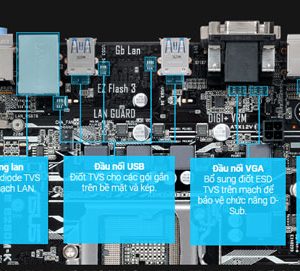 Gb Lan
EZ Flash 3
LAN GUARD
DIGI+ VRM
ATX12V
ng lan
diode TVS
ạch LAN.
Đầu nối USB
Điốt TVS cho các gói gắn
trên bề mặt và kép.
Đầu nối VGA
Bổ sung điốt ESD
TVS trên mạch để
bảo vệ chức năng D-
Sub.